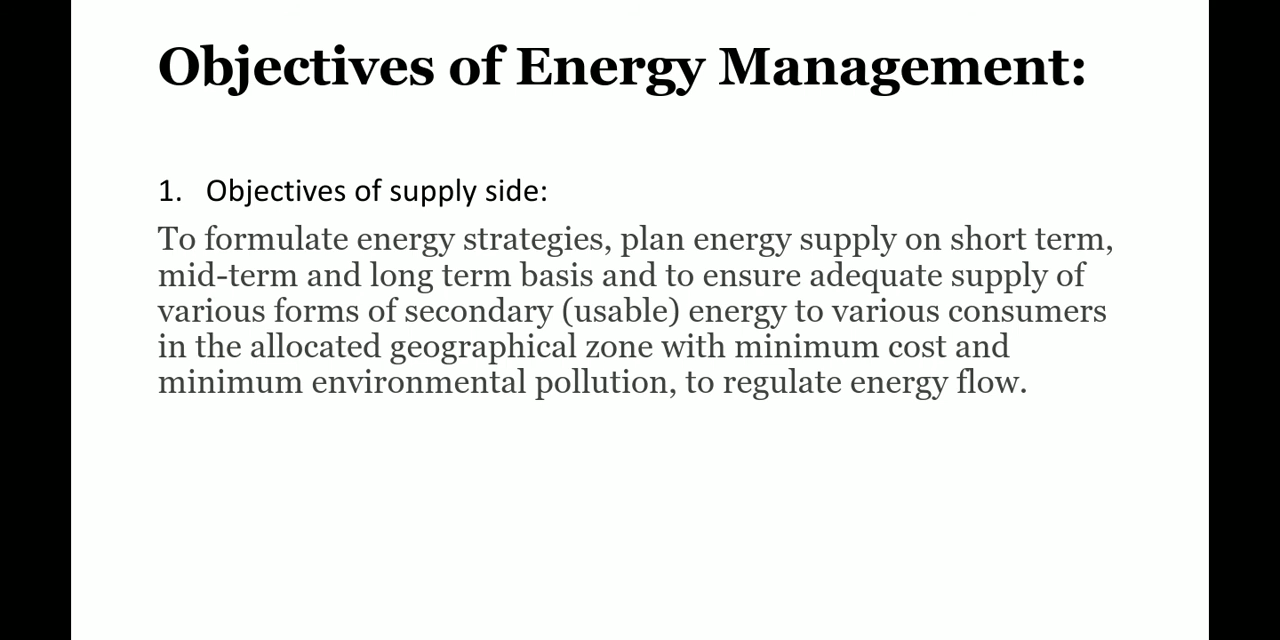 Objectives of Energy Management:
1. Objectives of supply side:
To formulate energy strategies, plan energy supply on short term,
mid-term and long term basis and to ensure adequate supply of
various forms of secondary (usable) energy to various consumers
in the allocated geographical zone with minimum cost and
minimum environmental pollution, to regulate energy flow.